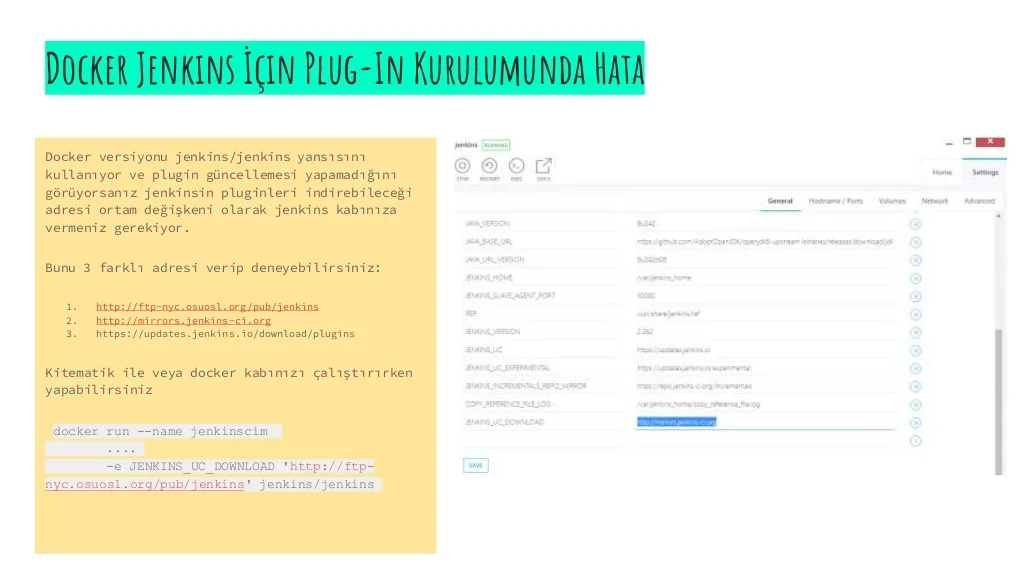 Docker Jenkins İçin Plug-In Kurulumunda Hata
Docker versiyonu jenkins/jenkins yansısını
kullanıyor ve plugin güncellemesi yapamadığını
görüyorsanız jenkinsin pluginleri indirebileceği
adresi ortam değişkeni olarak jenkins kabınıza
vermeniz gerekiyor.
Bunu 3 farklı adresi verip deneyebilirsiniz:
1. http://ftp-nyc.osuosl.org/pub/jenkins
2. http://mirrors.jenkins-ci.org
3. https://updates.jenkins.io/download/plugins
Kitematik ile veya docker kabınızı çalıştırırken
yapabilirsiniz
docker run --name jenkinscim
....
-e JENKINS_UC_DOWNLOAD 'http://ftp-
nyc.osuosl.org/pub/jenkins' jenkins/jenkins
jenkins RUNNING
STOP RESTART EXEC DOCS
Home Settings
General Hostname / Ports Volumes Network Advanced
JAVA_VERSION 8u242
JAVA_BASE_URL
JAVA_URL_VERSION 8u242b08
JENKINS_HOME /var/jenkins_home
JENKINS_SLAVE_AGENT_PORT 50000
REF /usr/share/jenkins/ref
JENKINS_VERSION 2.262
JENKINS_UC https://updates.jenkins.io
JENKINS_UC_EXPERIMENTAL https://updates.jenkins.io/experimental
JENKINS_INCREMENTALS_REPO_MIRROR https://repo.jenkins-ci.org/incrementals
COPY_REFERENCE_FILE_LOG /var/jenkins_home/copy_reference_file.log
JENKINS_UC_DOWNLOAD http://mirrors.jenkins-ci.org
SAVE